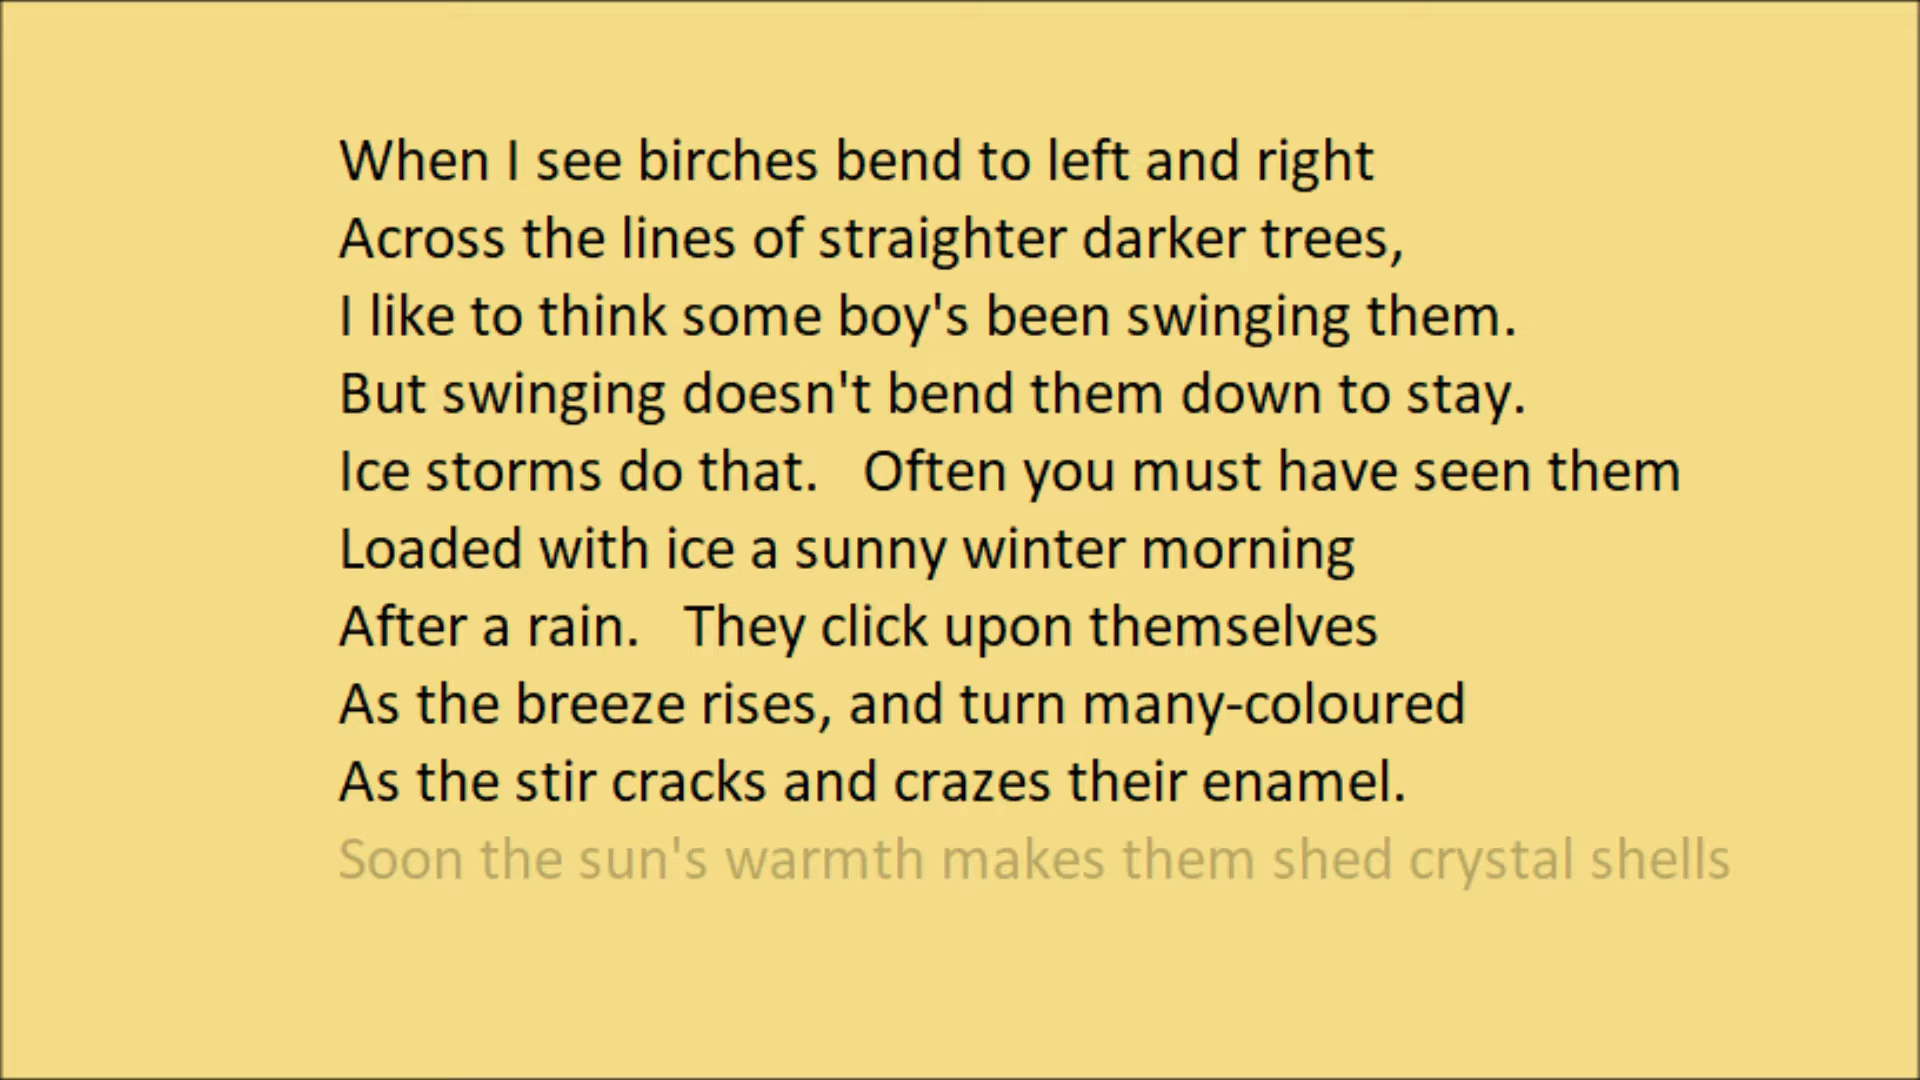 When I see birches bend to left and right
Across the lines of straighter darker trees,
I like to think some boy's been swinging them.
But swinging doesn't bend them down to stay.
Ice storms do that.   Often you must have seen them
Loaded with ice a sunny winter morning
After a rain.   They click upon themselves
As the breeze rises, and turn many-coloured
As the stir cracks and crazes their enamel.
Soon the sun's warmth makes them shed crystal shells